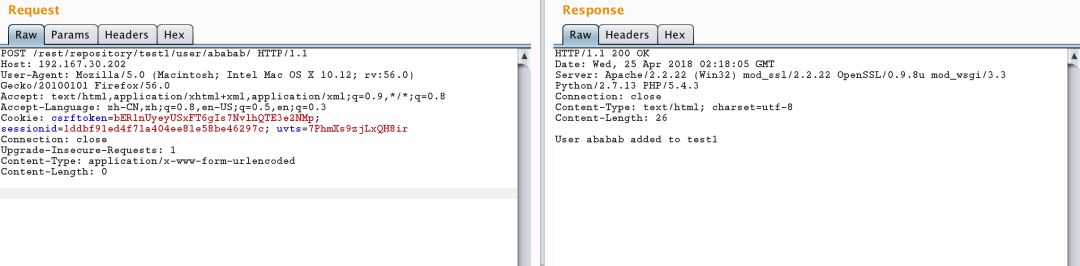 Request
Raw Params Headers Hex
POST /rest/repository/test1/user/ababab/ HTTP/1.1
Host: 192.167.30.202
User-Agent: Mozilla/5.0 (Macintosh; Intel Mac OS X 10.12; rv:56.0)
Gecko/20100101 Firefox/56.0
Accept: text/html,application/xhtml+xml,application/xml;q=0.9,*/*;q=0.8
Accept-Language: zh-CN,zh;q=0.8,en-US;q=0.5,en;q=0.3
Cookie: csrftoken=bER1nUyeyUSxFT6gIs7NvlhQTE3e2NMp;
sessionid=1ddbf91ed4f71a404ee81e58be46297c; uvts=7PhmXs9zjLxQH8ir
Connection: close
Upgrade-Insecure-Requests: 1
Content-Type: application/x-www-form-urlencoded
Content-Length: 0
Response
Raw Headers Hex
HTTP/1.1 200 OK
Date: Wed, 25 Apr 2018 02:18:05 GMT
Server: Apache/2.2.22 (Win32) mod_ssl/2.2.22 OpenSSL/0.9.8u mod_wsgi/3.3
Python/2.7.13 PHP/5.4.3
Connection: close
Content-Type: text/html; charset=utf-8
Content-Length: 26
User ababab added to test1